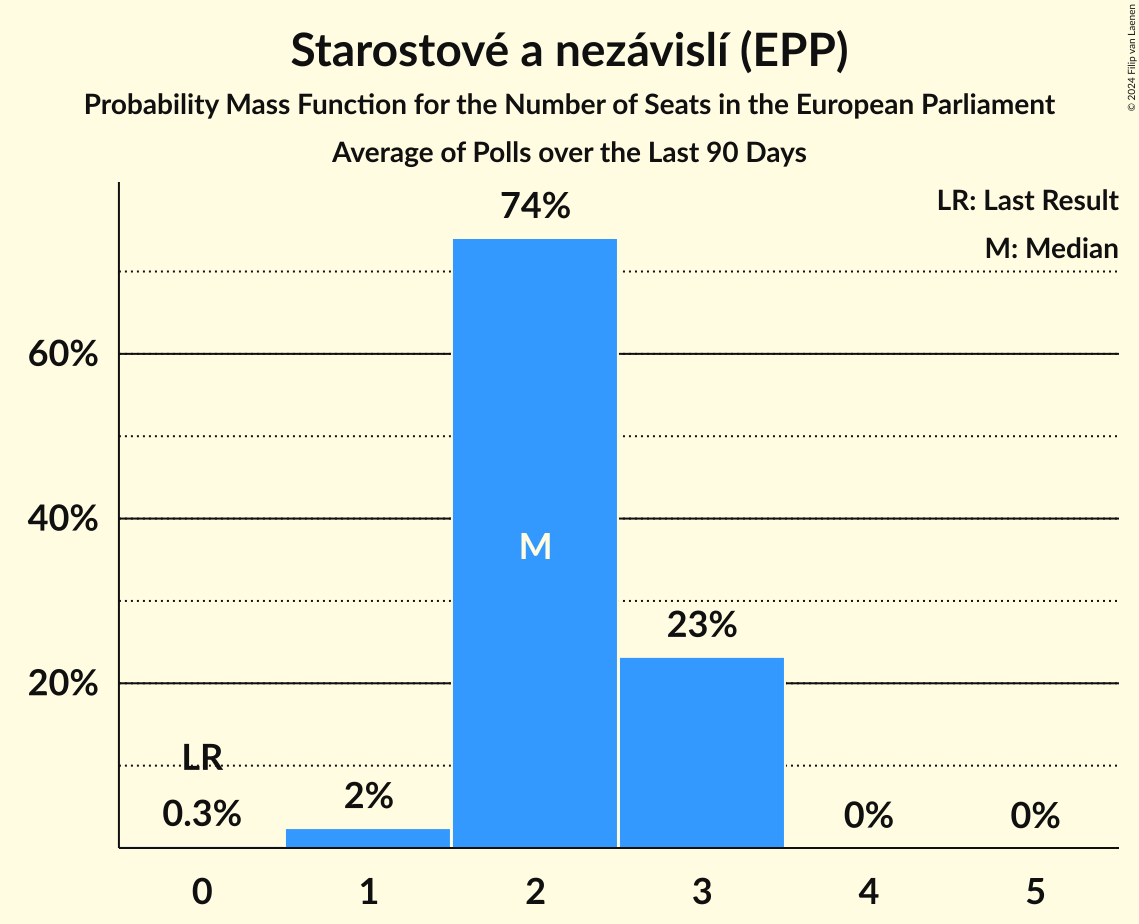 Starostové a nezávislí (EPP)
Probability Mass Function for the Number of Seats in the European Parliament
Average of Polls over the Last 90 Days
© 2024 Filip van Laenen
LR: Last Result
M: Median
74%
60%
40%
M
23%
20%
LR
0.3%
2%
0%
0%
0 1 2 3 4 5